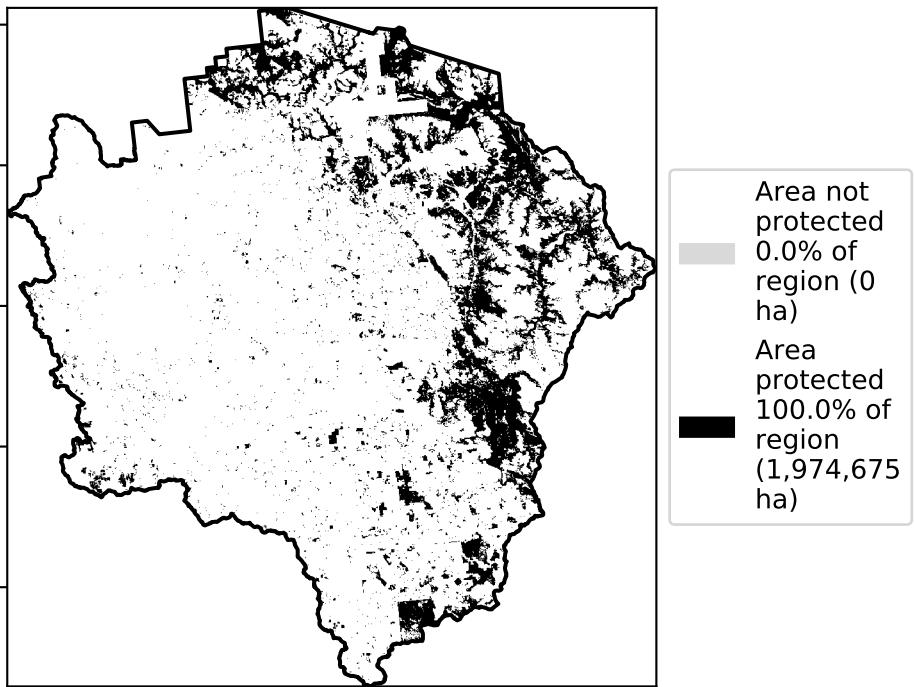 Area not
protected
0.0% of
region (0
ha)
Area
protected
100.0% of
region
(1,974,675
ha)